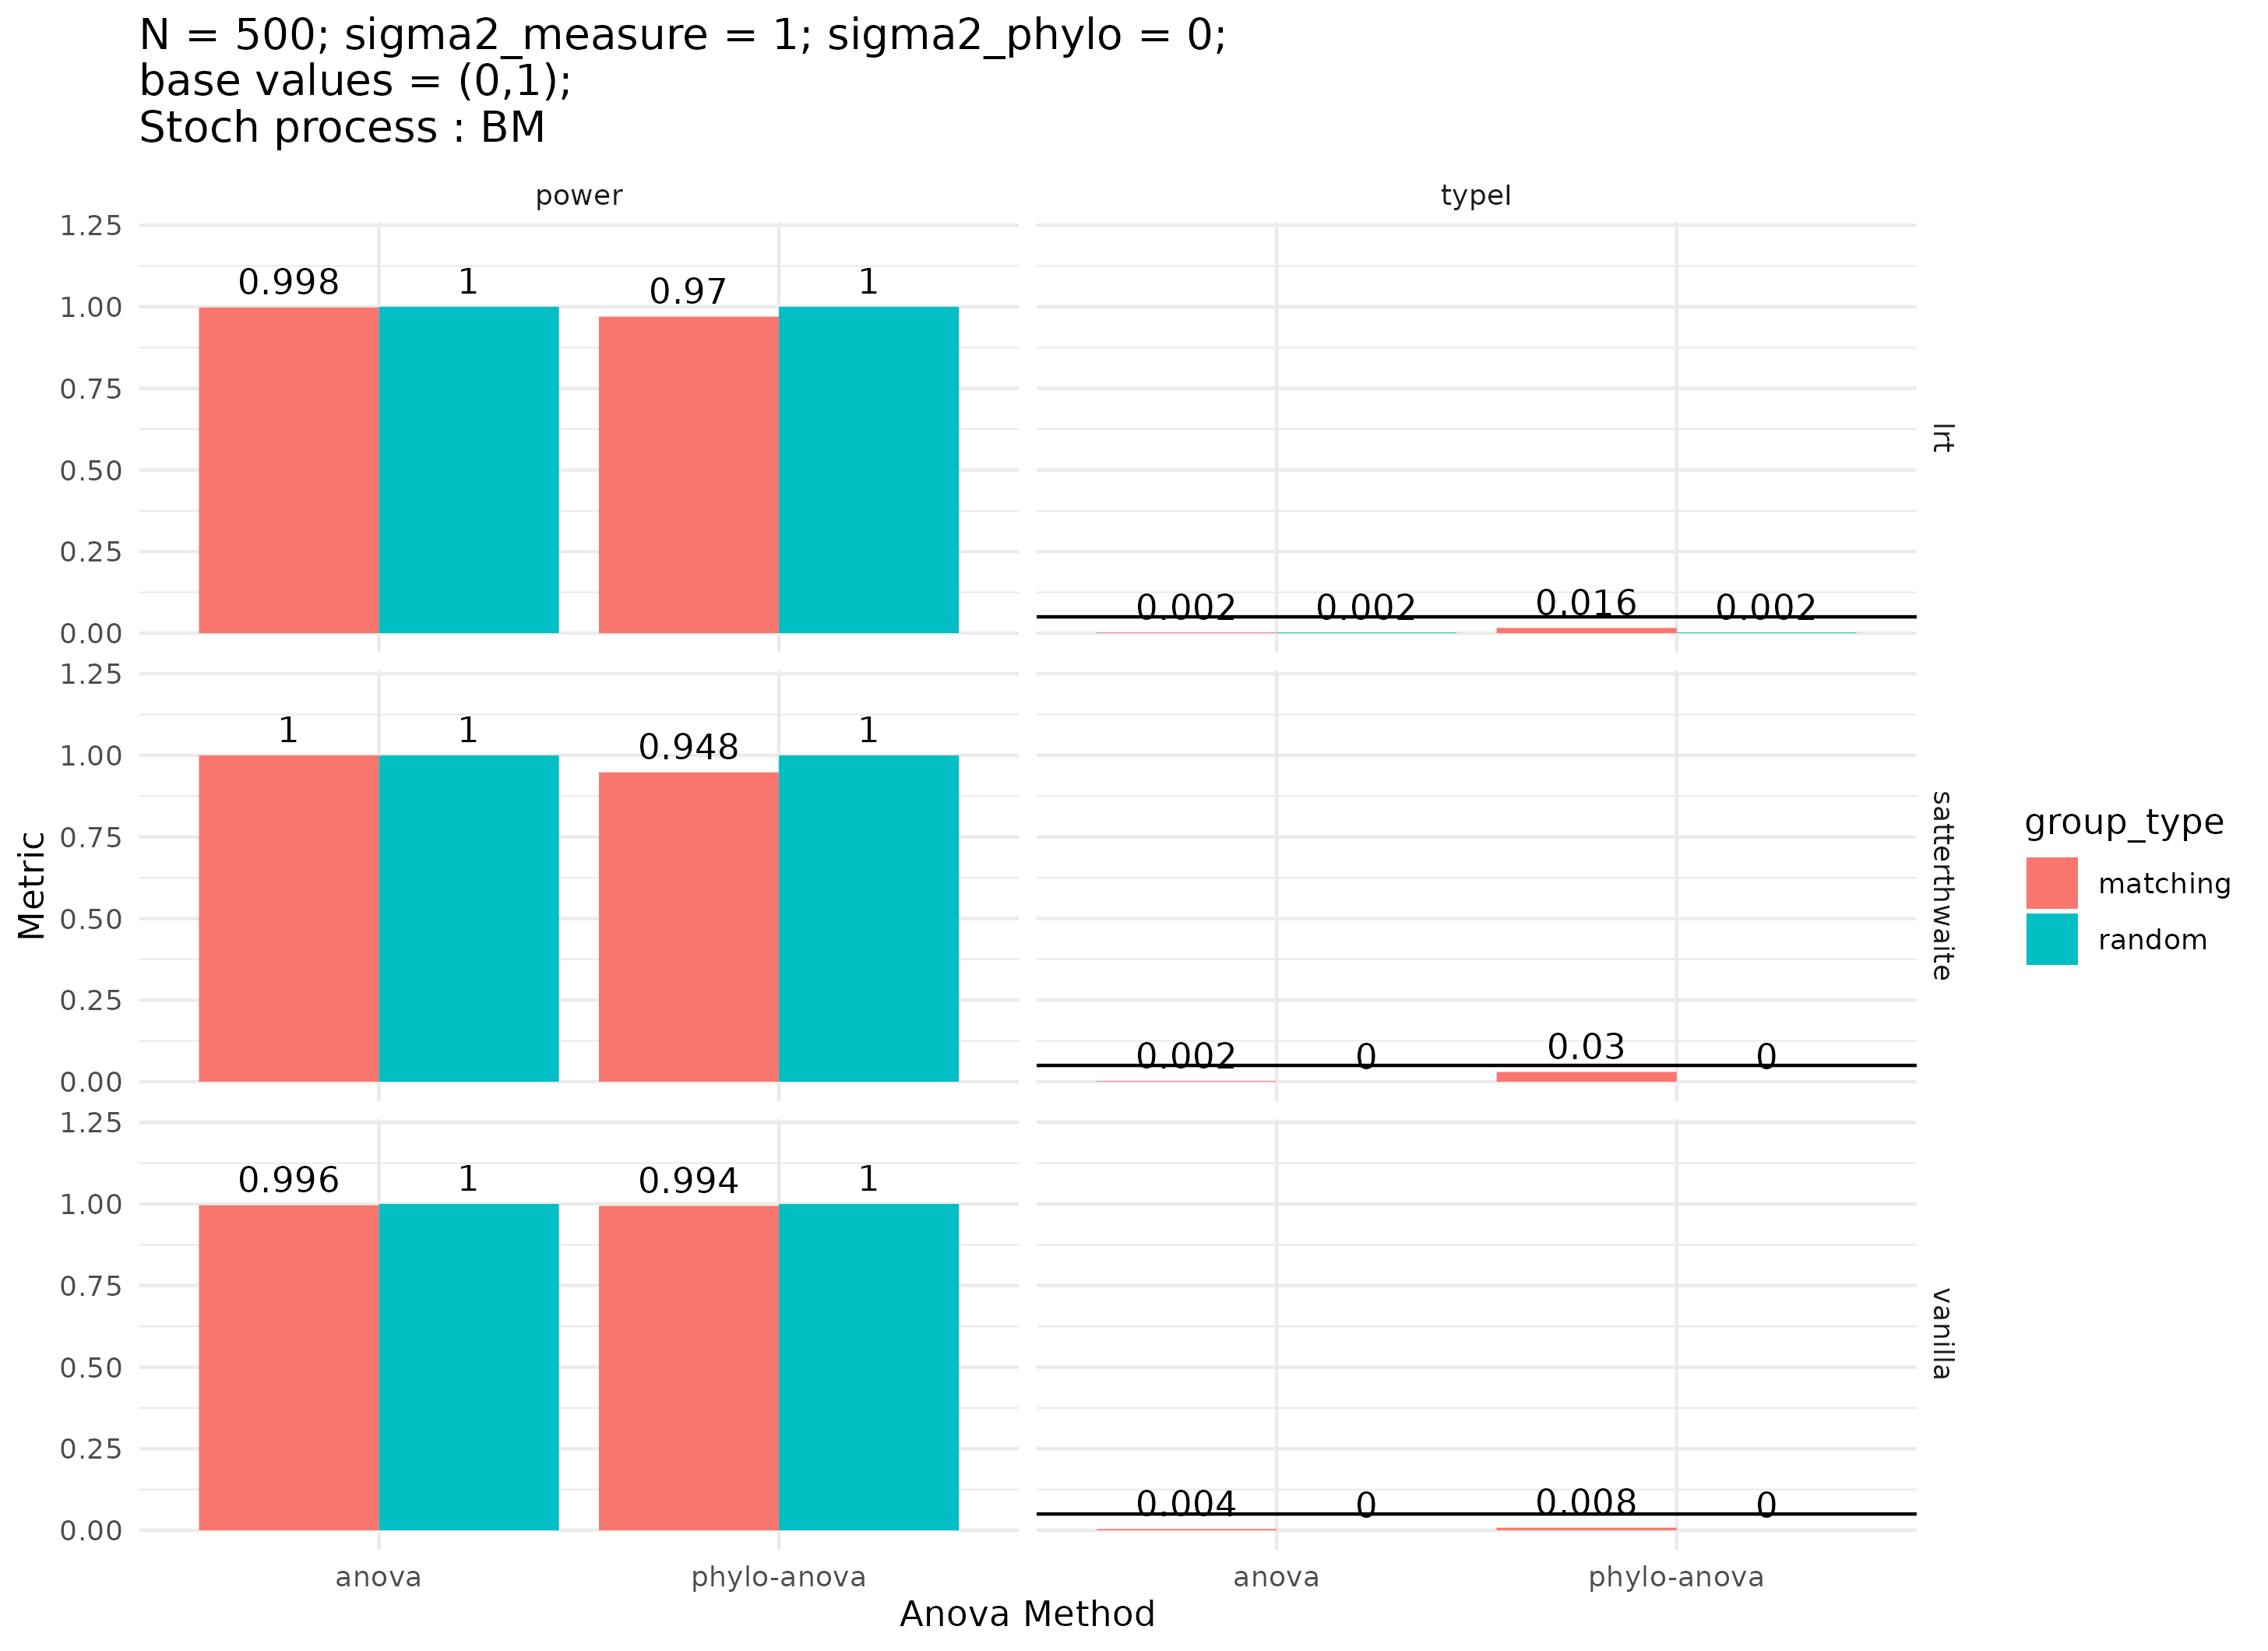 N = 500; sigma2_measure = 1; sigma2_phylo = 0;
base values = (0,1);
Stoch process : BM
power
typeI
1.25
1.00
0.75
0.50
0.25
0.00
0.998
1
0.97
1
0.002
0.002
0.016
0.002
lrt
1.25
1.00
0.75
0.50
0.25
0.00
1
1
0.948
1
0.002
0
0.03
0
satterthwaite
1.25
1.00
0.75
0.50
0.25
0.00
0.996
1
0.994
1
0.004
0
0.008
0
vanilla
anova
phylo-anova
anova
phylo-anova
Anova Method
Metric
group_type
matching
random